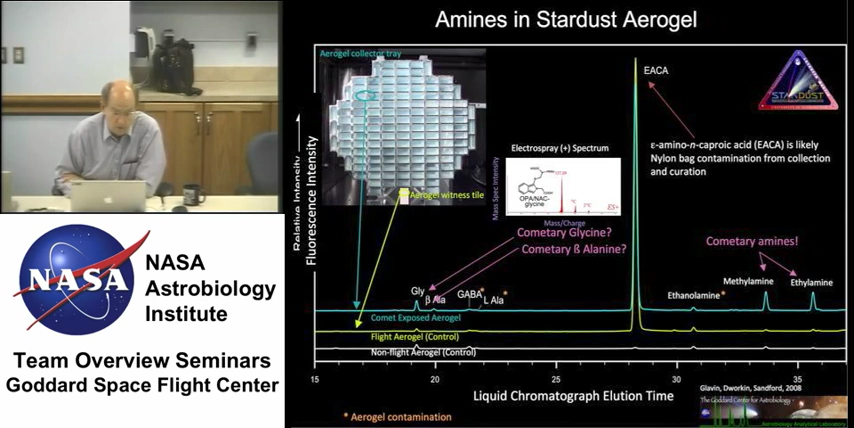 Amines in Stardust Aerogel
Aerogel collector tray
EACA
STARDUST
ε-amino-n-caproic acid (EACA) is likely
Nylon bag contamination from collection
and curation
Electrospray (+) Spectrum
Mass Spec Intensity
OPA/NAC-
glycine
ES+
Mass/Charge
Aerogel witness tile
Relative Intensity
Fluorescence Intensity
Cometary Glycine?
Cometary ß Alanine?
Cometary amines!
Gly
β Ala
GABA*
L Ala *
Ethanolamine *
Methylamine
Ethylamine
Comet Exposed Aerogel
Flight Aerogel (Control)
Non-flight Aerogel (Control)
15 20 25 30 35
Liquid Chromatograph Elution Time
* Aerogel contamination
Glavin, Dworkin, Sandford, 2008
The Goddard Center for Astrobiology
Astrobiology Analytical Laboratory
NASA
NASA
Astrobiology
Institute
Team Overview Seminars
Goddard Space Flight Center